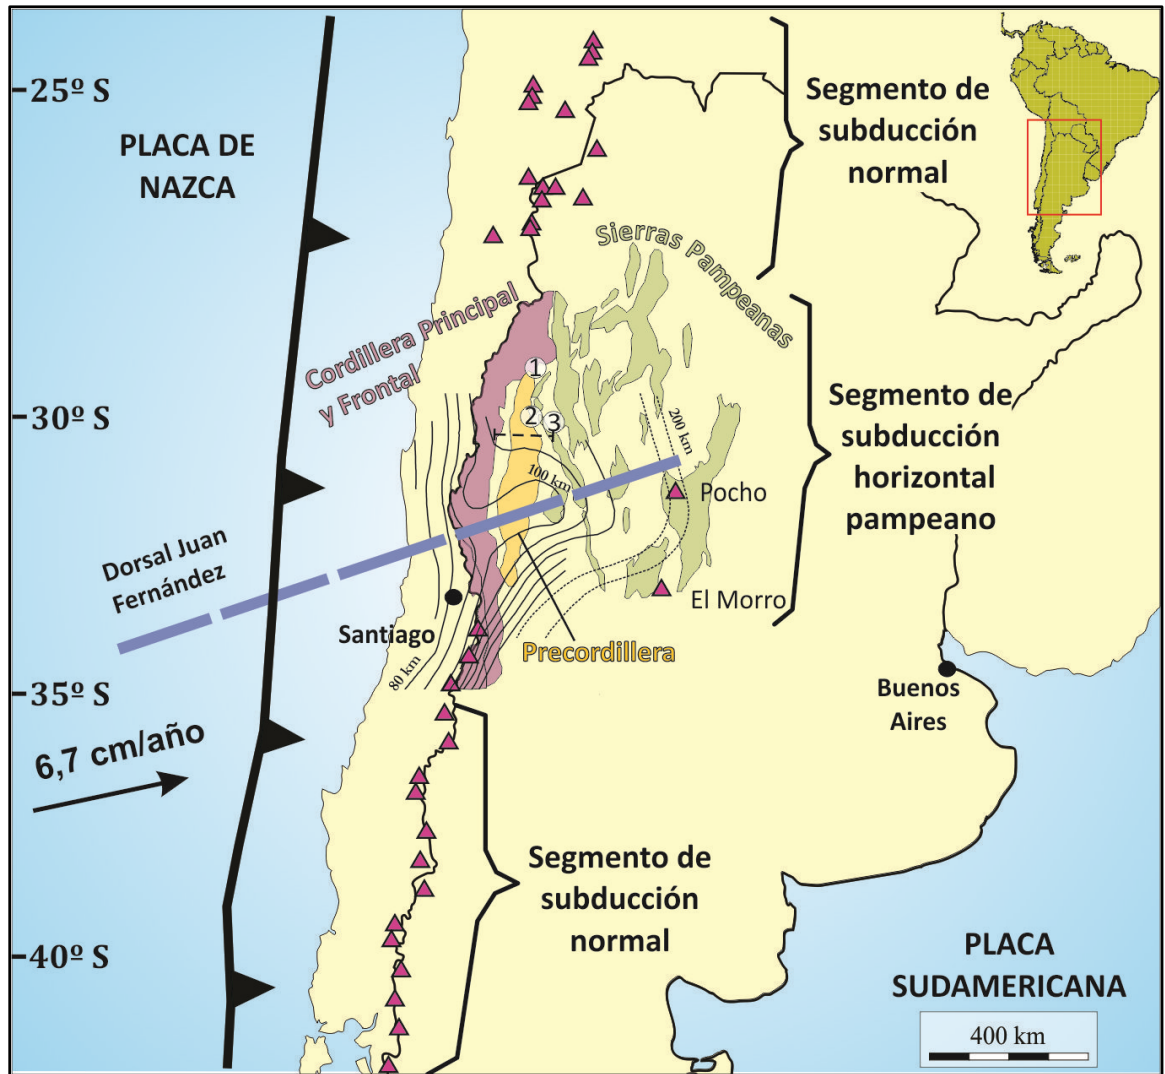 25º S
PLACA DE
NAZCA
Segmento de
subducción
normal
Sierras Pampeanas
Cordillera Principal
y Frontal
30º S
1
2
3
200 km
100 km
Segmento de
subducción
horizontal
pampeano
Pocho
El Morro
Dorsal Juan
Fernández
Santiago
80 km
Precordillera
35º S
Buenos
Aires
6,7 cm/año
Segmento de
subducción
normal
40º S
PLACA
SUDAMERICANA
400 km